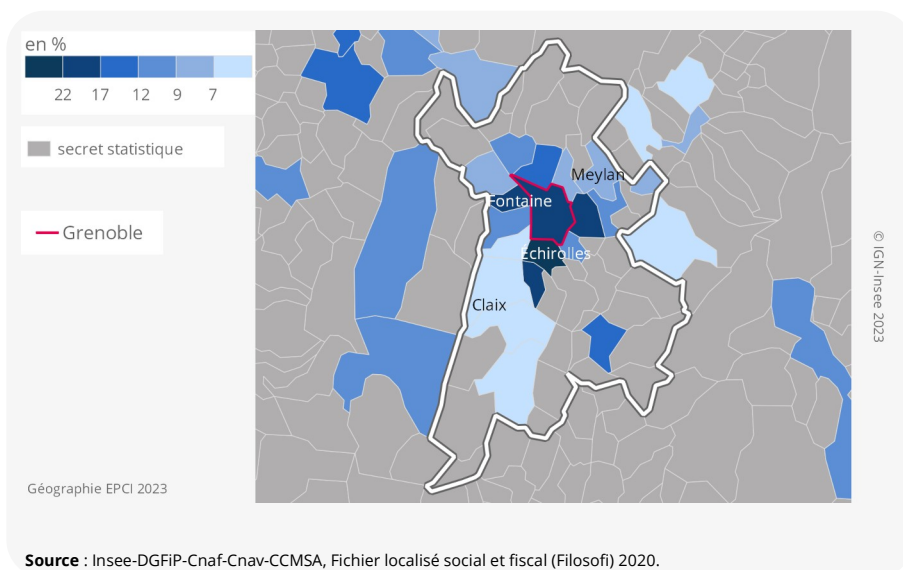 en %
22 17 12 9 7
secret statistique
Grenoble
Meylan
Fontaine
Échirolles
Claix
© IGN-Insee 2023
Géographie EPCI 2023
Source : Insee-DGFiP-Cnaf-Cnav-CCMSA, Fichier localisé social et fiscal (Filosofi) 2020.